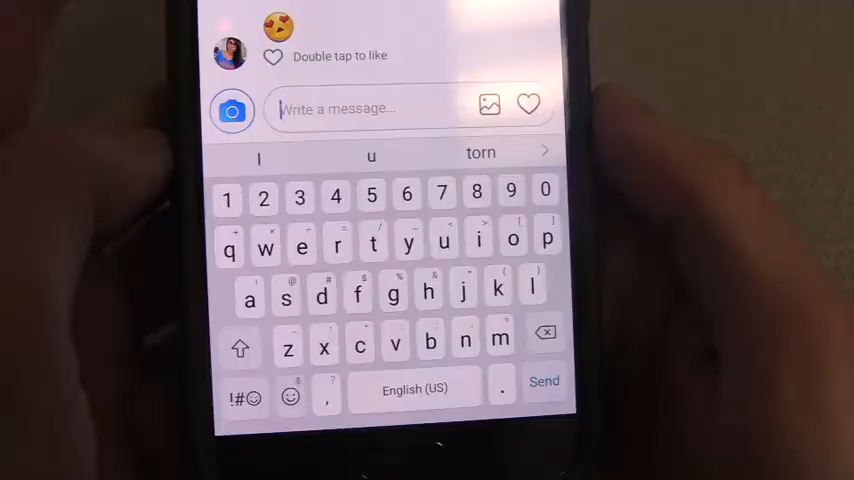 Double tap to like
Write a message...
I u torn
1 2 3 4 5 6 7 8 9 0
q w e r t y u i o p
a s d f g h j k l
z x c v b n m
!#☺ , English (US) . Send